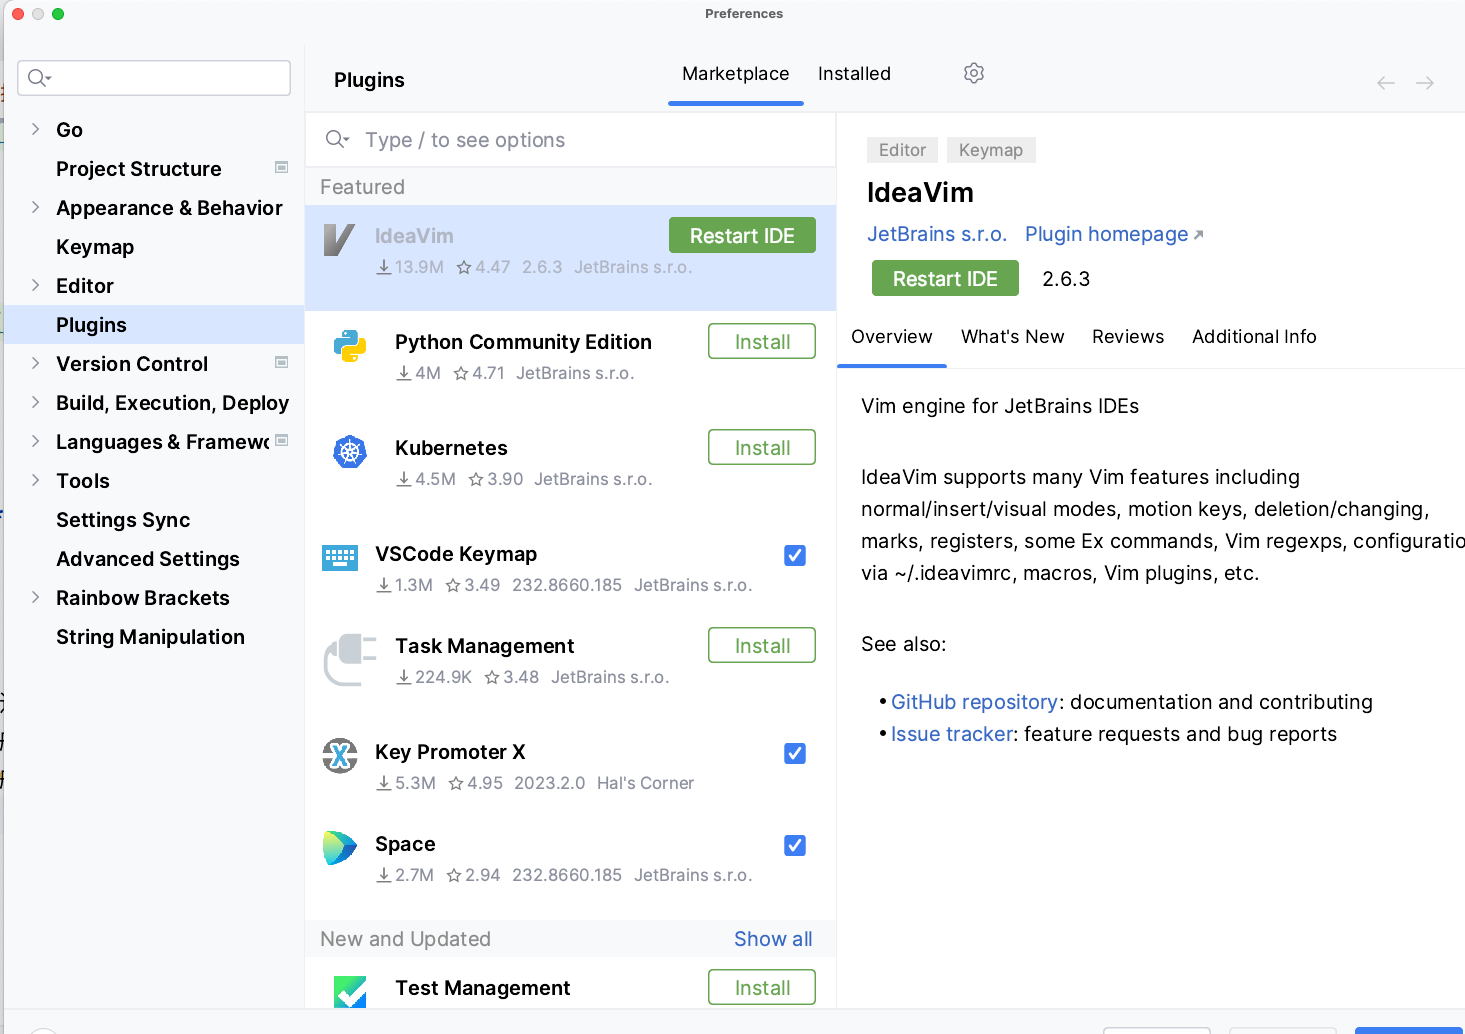 Preferences
Plugins
Marketplace
Installed
Go
Project Structure
Appearance & Behavior
Keymap
Editor
Plugins
Version Control
Build, Execution, Deploy
Languages & Framewo
Tools
Settings Sync
Advanced Settings
Rainbow Brackets
String Manipulation
Type / to see options
Featured
IdeaVim
Restart IDE
13.9M 4.47 2.6.3 JetBrains s.r.o.
Python Community Edition
Install
4M 4.71 JetBrains s.r.o.
Kubernetes
Install
4.5M 3.90 JetBrains s.r.o.
VSCode Keymap
1.3M 3.49 232.8660.185 JetBrains s.r.o.
Task Management
Install
224.9K 3.48 JetBrains s.r.o.
Key Promoter X
5.3M 4.95 2023.2.0 Hal's Corner
Space
2.7M 2.94 232.8660.185 JetBrains s.r.o.
New and Updated
Show all
Test Management
Install
Editor Keymap
IdeaVim
JetBrains s.r.o. Plugin homepage
Restart IDE 2.6.3
Overview What's New Reviews Additional Info
Vim engine for JetBrains IDEs
IdeaVim supports many Vim features including
normal/insert/visual modes, motion keys, deletion/changing,
marks, registers, some Ex commands, Vim regexps, configuratio
via ~/.ideavimrc, macros, Vim plugins, etc.
See also:
• GitHub repository: documentation and contributing
• Issue tracker: feature requests and bug reports